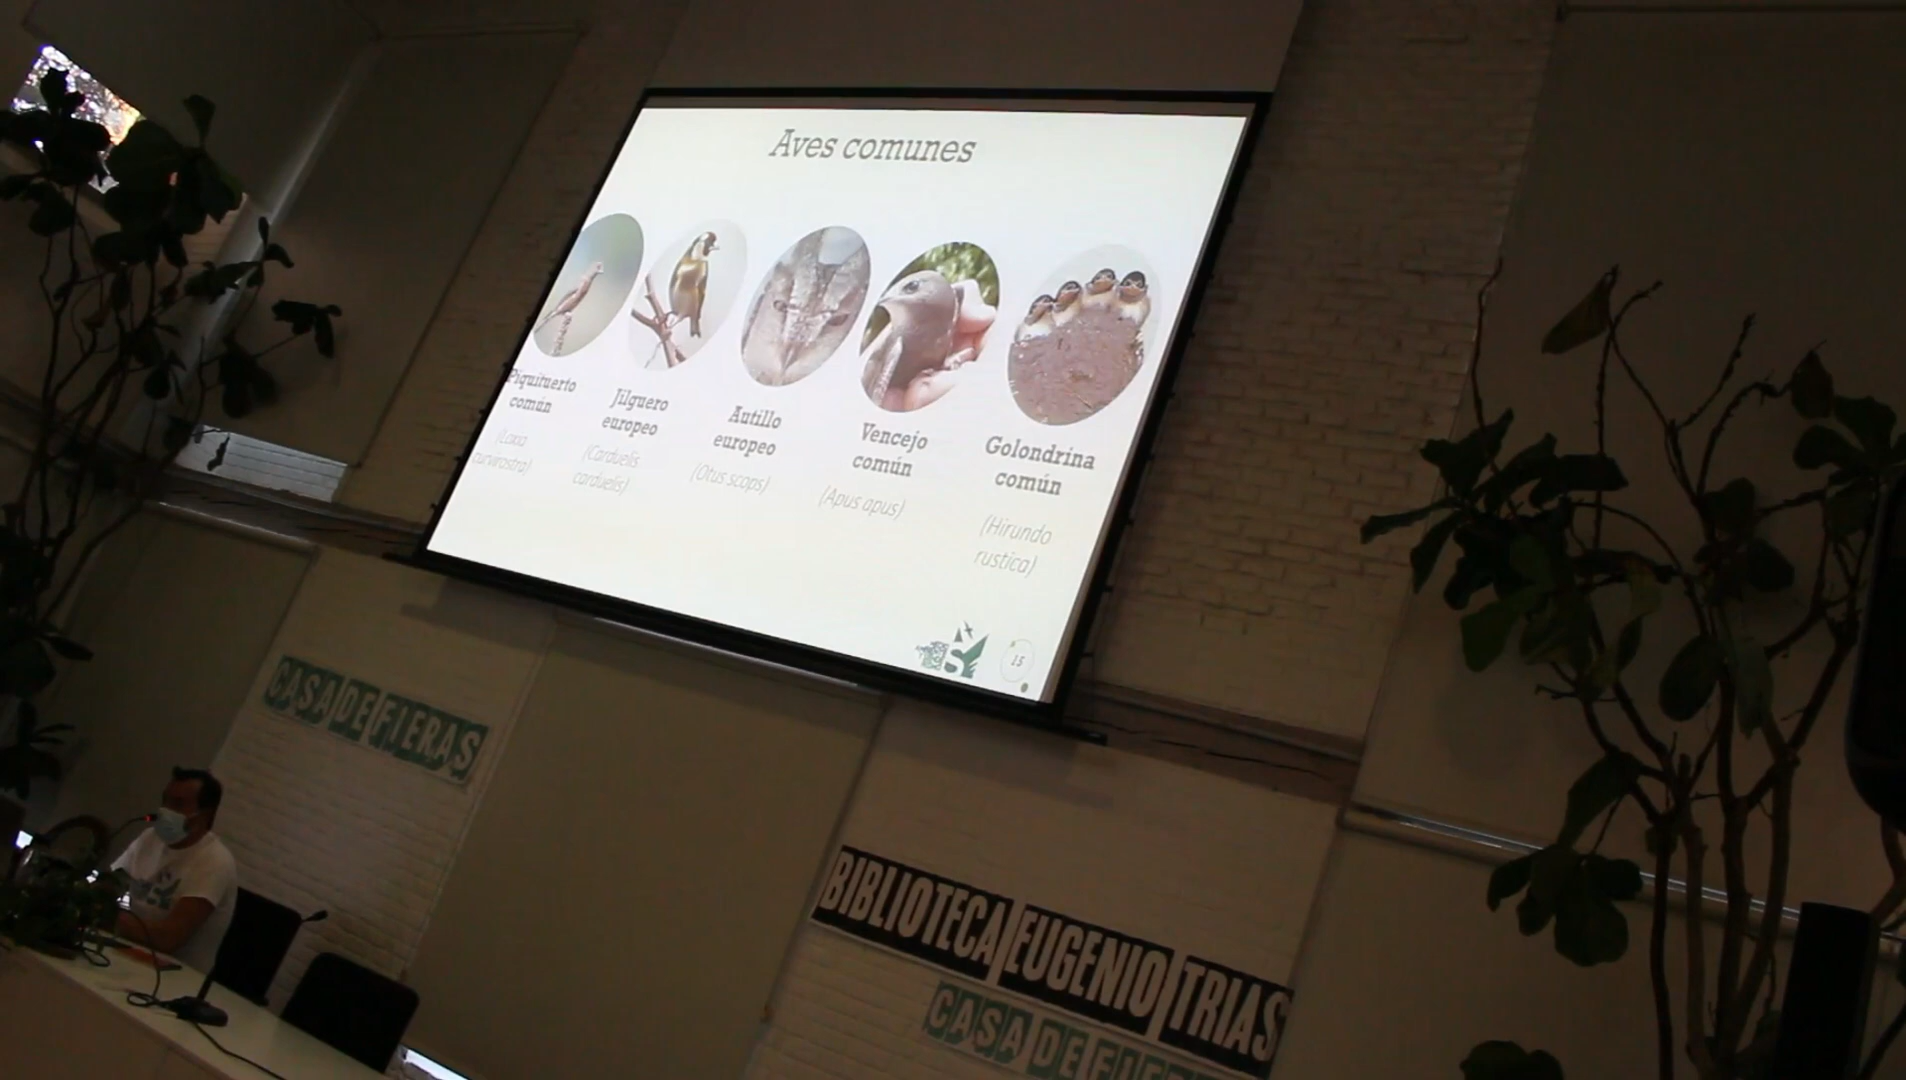 Aves comunes
Piquituerto
común
(Loxia
curvirostra)
Jilguero
europeo
(Carduelis
carduelis)
Autillo
europeo
(Otus scops)
Vencejo
común
(Apus apus)
Golondrina
común
(Hirundo
rustica)
15
CASA DE FIERAS
BIBLIOTECA EUGENIO TRIAS
CASA DE